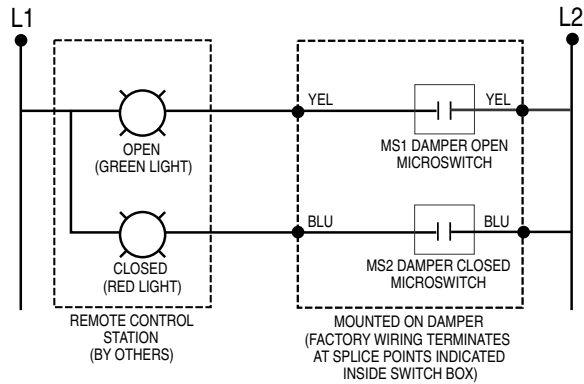 L1
L2
YEL
YEL
OPEN
(GREEN LIGHT)
MS1 DAMPER OPEN
MICROSWITCH
BLU
BLU
CLOSED
(RED LIGHT)
MS2 DAMPER CLOSED
MICROSWITCH
REMOTE CONTROL
STATION
(BY OTHERS)
MOUNTED ON DAMPER
(FACTORY WIRING TERMINATES
AT SPLICE POINTS INDICATED
INSIDE SWITCH BOX)